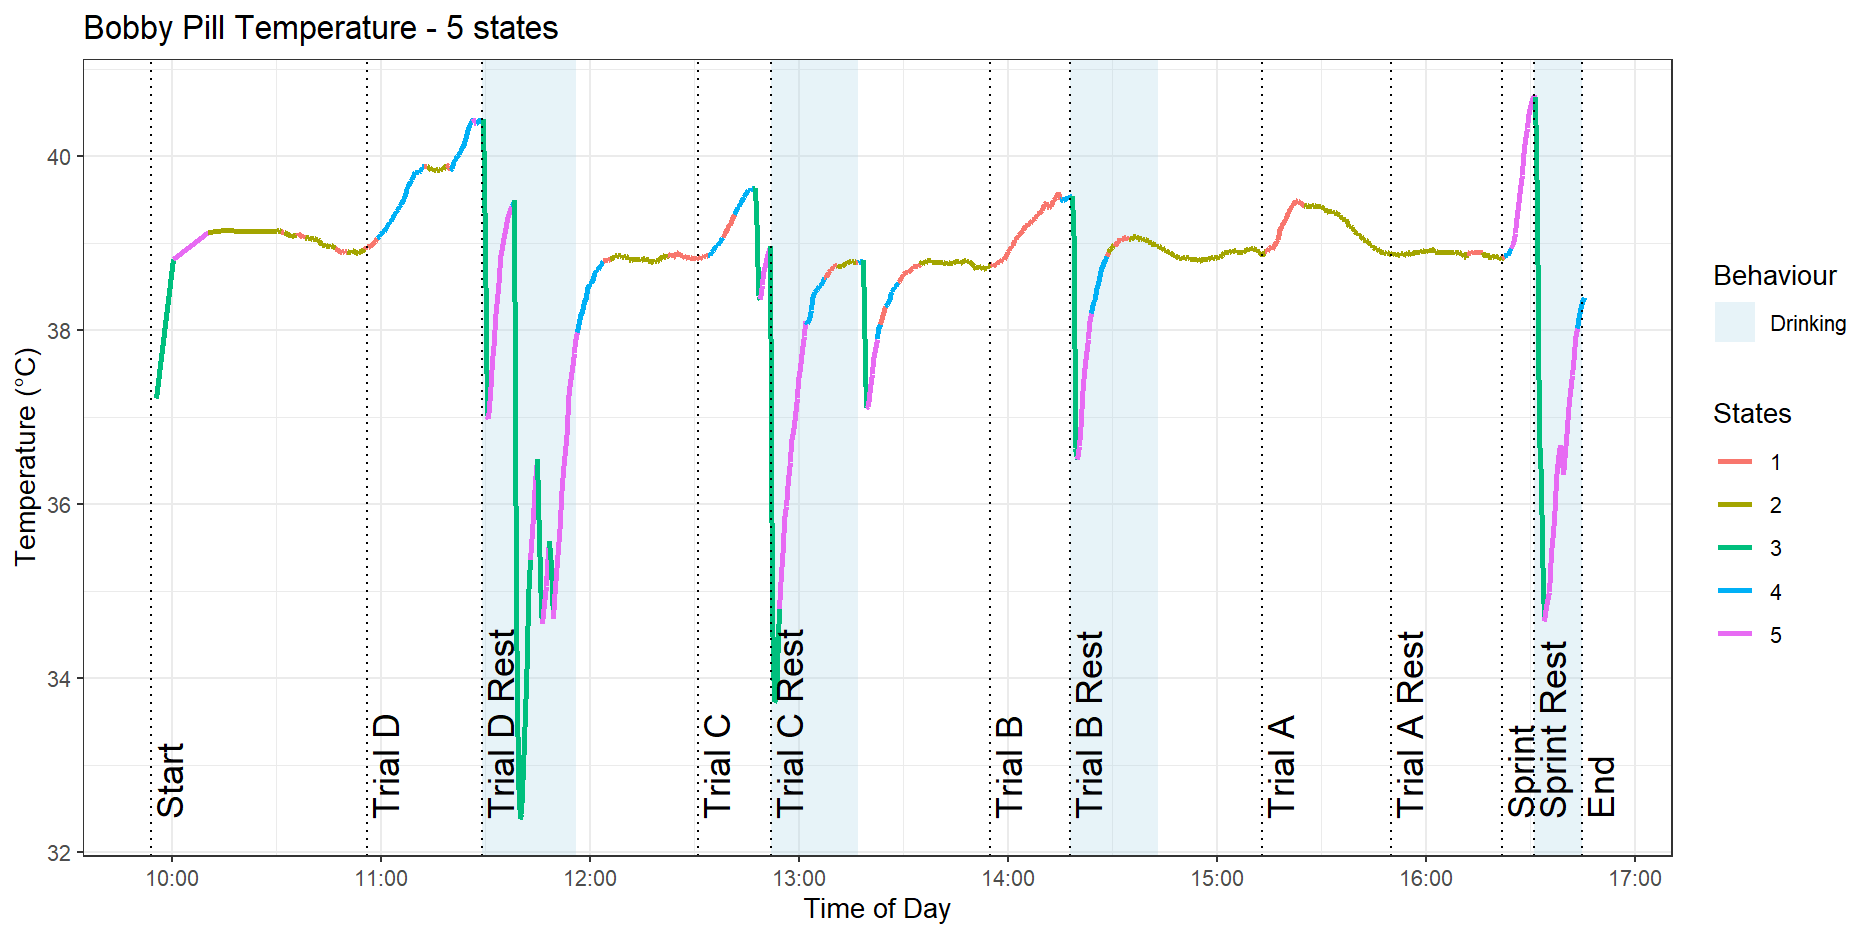 Bobby Pill Temperature - 5 states
Temperature (°C)
40
38
36
34
32
Start
Trial D
Trial D Rest
Trial C
Trial C Rest
Trial B
Trial B Rest
Trial A
Trial A Rest
Sprint
Sprint Rest
End
10:00
11:00
12:00
13:00
14:00
15:00
16:00
17:00
Time of Day
Behaviour
Drinking
States
1
2
3
4
5